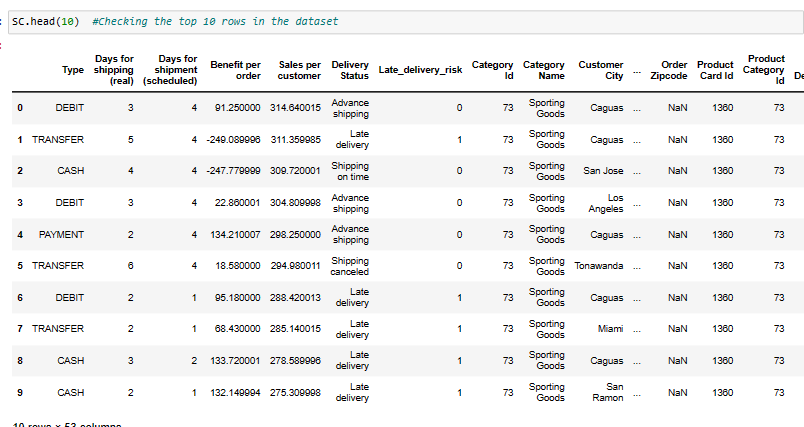 SC.head(10) #Checking the top 10 rows in the dataset
Type Days for shipping (real) Days for shipment (scheduled) Benefit per order Sales per customer Delivery Status Late_delivery_risk Category Id Category Name Customer City ... Order Zipcode Product Card Id Product Category Id De
0 DEBIT 3 4 91.250000 314.640015 Advance shipping 0 73 Sporting Goods Caguas ... NaN 1360 73
1 TRANSFER 5 4 -249.089996 311.359985 Late delivery 1 73 Sporting Goods Caguas ... NaN 1360 73
2 CASH 4 4 -247.779999 309.720001 Shipping on time 0 73 Sporting Goods San Jose ... NaN 1360 73
3 DEBIT 3 4 22.860001 304.809998 Advance shipping 0 73 Sporting Goods Los Angeles ... NaN 1360 73
4 PAYMENT 2 4 134.210007 298.250000 Advance shipping 0 73 Sporting Goods Caguas ... NaN 1360 73
5 TRANSFER 6 4 18.580000 294.980011 Shipping canceled 0 73 Sporting Goods Tonawanda ... NaN 1360 73
6 DEBIT 2 1 95.180000 288.420013 Late delivery 1 73 Sporting Goods Caguas ... NaN 1360 73
7 TRANSFER 2 1 68.430000 285.140015 Late delivery 1 73 Sporting Goods Miami ... NaN 1360 73
8 CASH 3 2 133.720001 278.589996 Late delivery 1 73 Sporting Goods Caguas ... NaN 1360 73
9 CASH 2 1 132.149994 275.309998 Late delivery 1 73 Sporting Goods San Ramon ... NaN 1360 73
10 rows × 53 columns